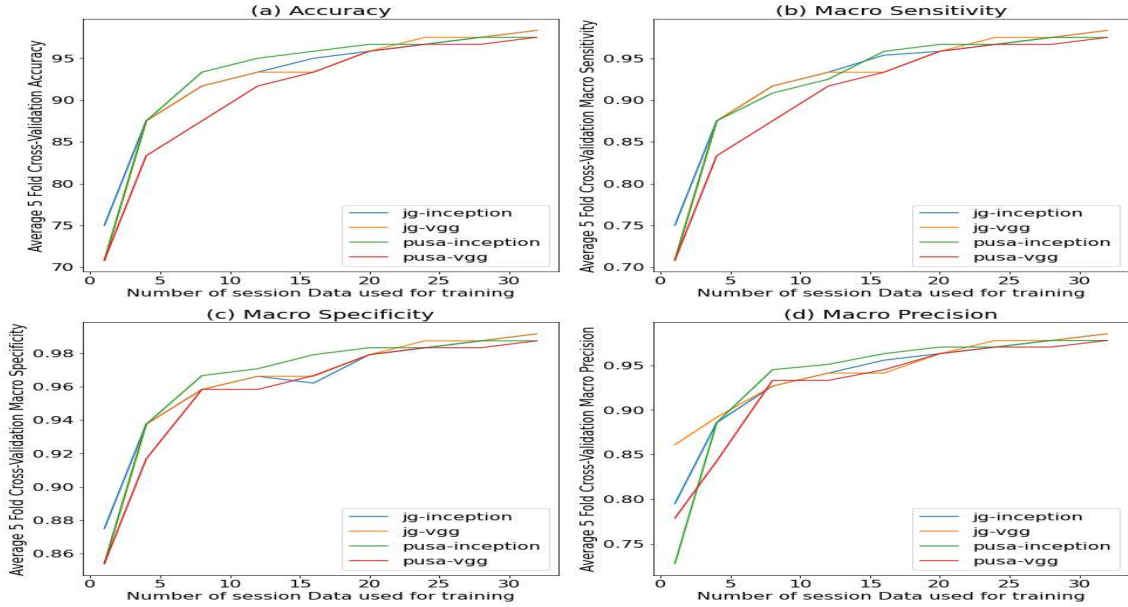 (a) Accuracy
Average 5 Fold Cross-Validation Accuracy
95
90
85
80
75
70
0 5 10 15 20 25 30
Number of session Data used for training
jg-inception
jg-vgg
pusa-inception
pusa-vgg
(b) Macro Sensitivity
Average 5 Fold Cross-Validation Macro Sensitivity
0.95
0.90
0.85
0.80
0.75
0.70
0 5 10 15 20 25 30
Number of session Data used for training
jg-inception
jg-vgg
pusa-inception
pusa-vgg
(c) Macro Specificity
Average 5 Fold Cross-Validation Macro Specificity
0.98
0.96
0.94
0.92
0.90
0.88
0.86
0 5 10 15 20 25 30
Number of session Data used for training
jg-inception
jg-vgg
pusa-inception
pusa-vgg
(d) Macro Precision
Average 5 Fold Cross-Validation Macro Precision
0.95
0.90
0.85
0.80
0.75
0 5 10 15 20 25 30
Number of session Data used for training
jg-inception
jg-vgg
pusa-inception
pusa-vgg